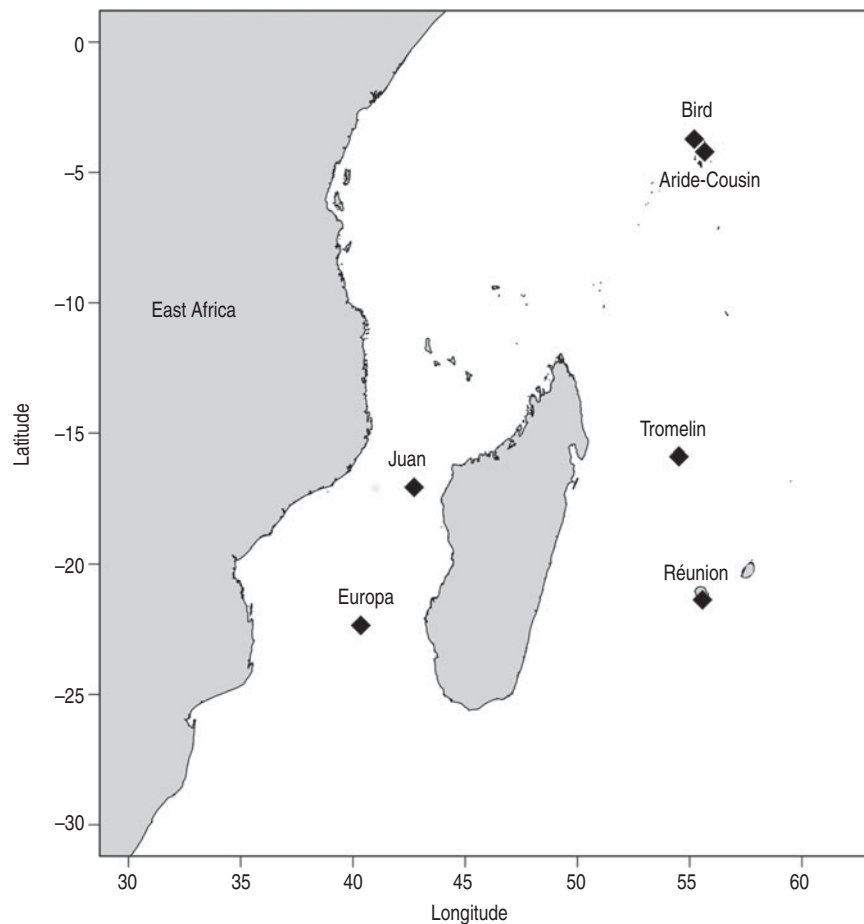 0
Bird
Aride-Cousin
–5
East Africa
–10
Latitude
–15
Tromelin
Juan
–20
Réunion
Europa
–25
–30
30 35 40 45 50 55 60
Longitude